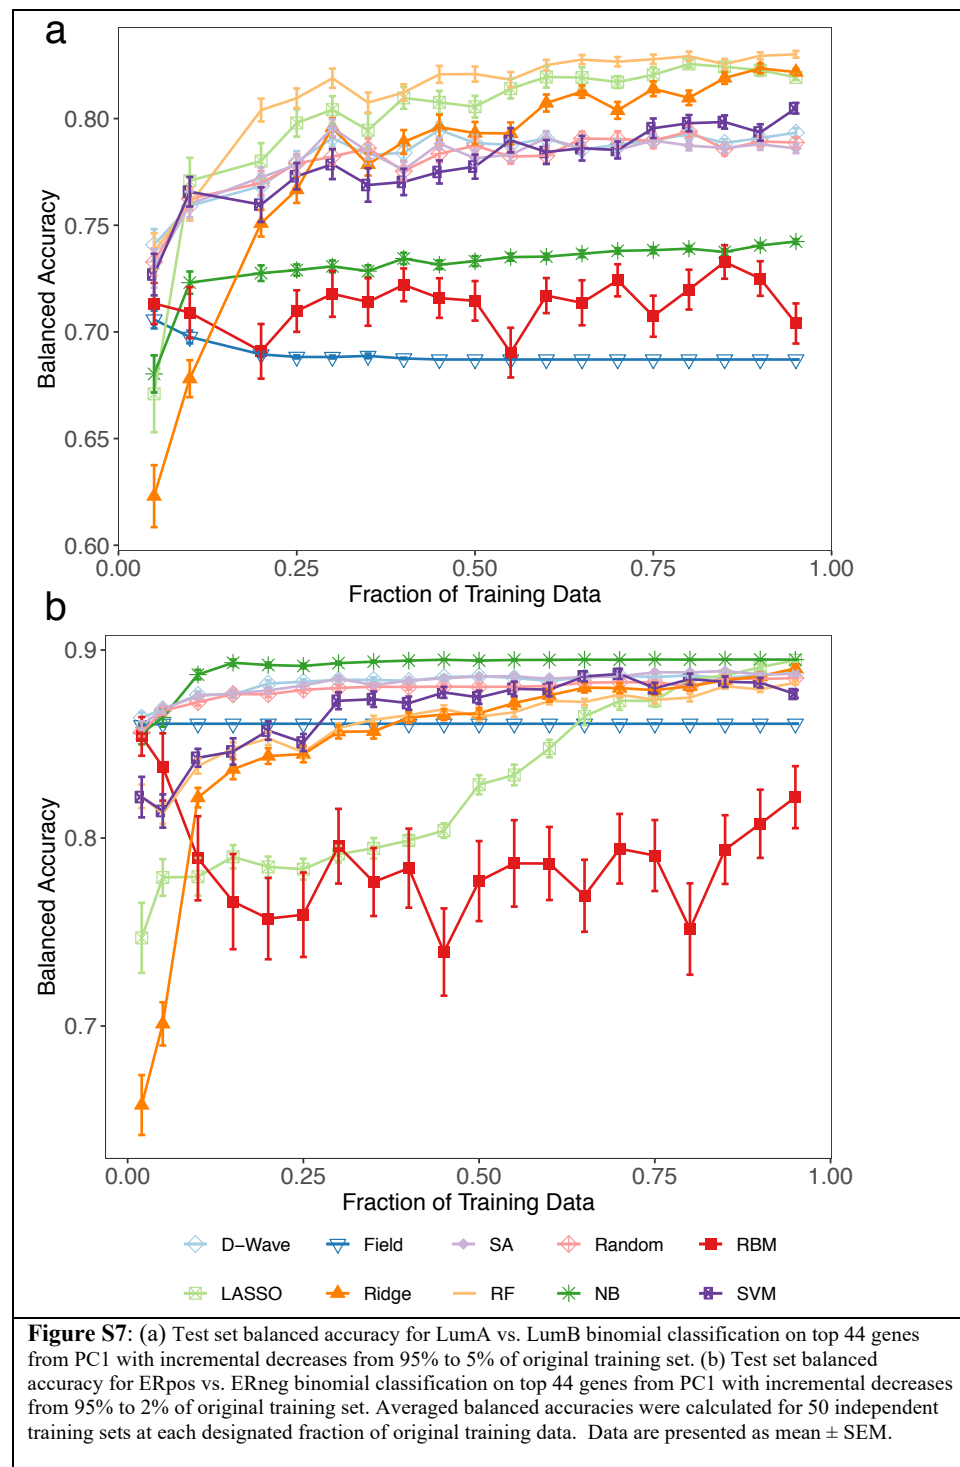 a
0.80
0.75
0.70
0.65
0.60
Balanced Accuracy
0.00 0.25 0.50 0.75 1.00
Fraction of Training Data
b
0.9
0.8
0.7
Balanced Accuracy
0.00 0.25 0.50 0.75 1.00
Fraction of Training Data
D-Wave Field SA Random RBM
LASSO Ridge RF NB SVM
Figure S7: (a) Test set balanced accuracy for LumA vs. LumB binomial classification on top 44 genes
from PC1 with incremental decreases from 95% to 5% of original training set. (b) Test set balanced
accuracy for ERpos vs. ERneg binomial classification on top 44 genes from PC1 with incremental decreases
from 95% to 2% of original training set. Averaged balanced accuracies were calculated for 50 independent
training sets at each designated fraction of original training data. Data are presented as mean ± SEM.